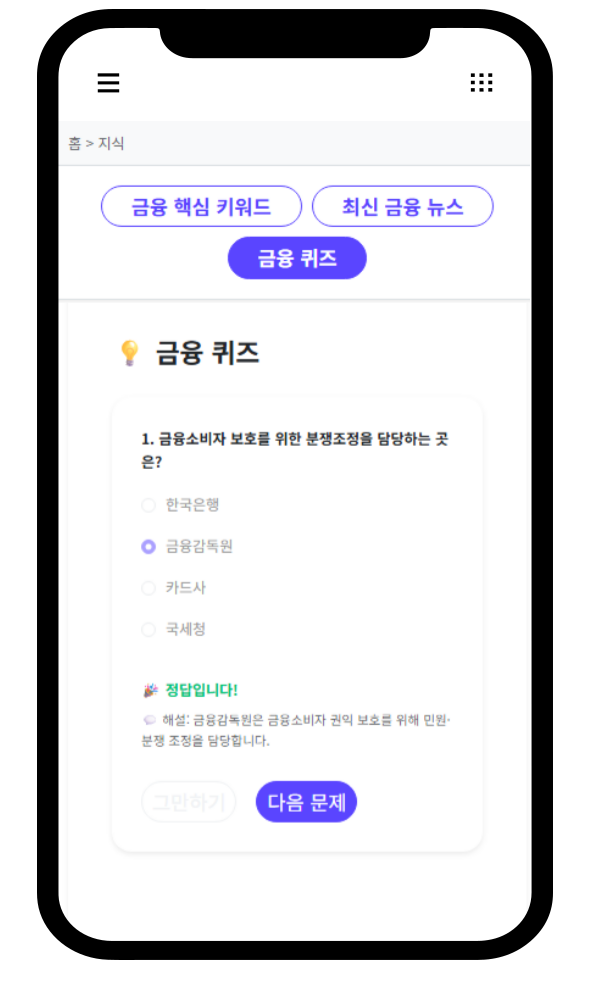 홈 > 지식
금융 핵심 키워드
최신 금융 뉴스
금융 퀴즈
금융 퀴즈
1. 금융소비자 보호를 위한 분쟁조정을 담당하는 곳
은?
한국은행
금융감독원
카드사
국세청
정답입니다!
해설: 금융감독원은 금융소비자 권익 보호를 위해 민원·
분쟁 조정을 담당합니다.
그만하기
다음 문제